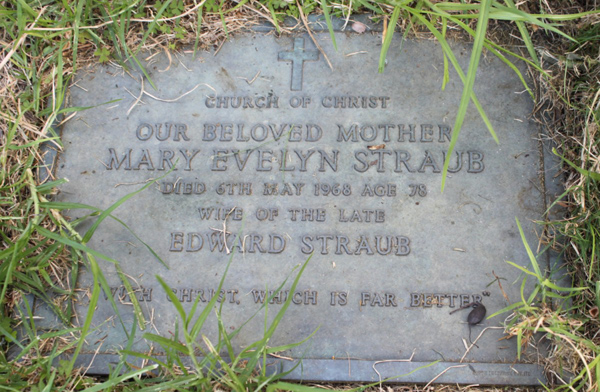 CHURCH OF CHRIST
OUR BELOVED MOTHER
MARY EVELYN STRAUB
DIED 6TH MAY 1968 AGE 78
WIFE OF THE LATE
EDWARD STRAUB
"WITH CHRIST, WHICH IS FAR BETTER"